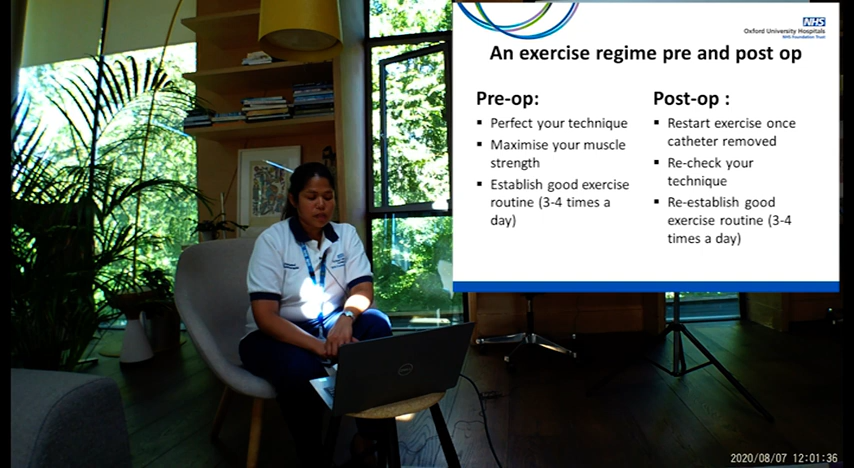 NHS
Oxford University Hospitals
NHS Foundation Trust
An exercise regime pre and post op
Pre-op:
▪ Perfect your technique
▪ Maximise your muscle
strength
▪ Establish good exercise
routine (3-4 times a
day)
Post-op :
▪ Restart exercise once
catheter removed
▪ Re-check your
technique
▪ Re-establish good
exercise routine (3-4
times a day)
DELL
2020/08/07 12:01:36